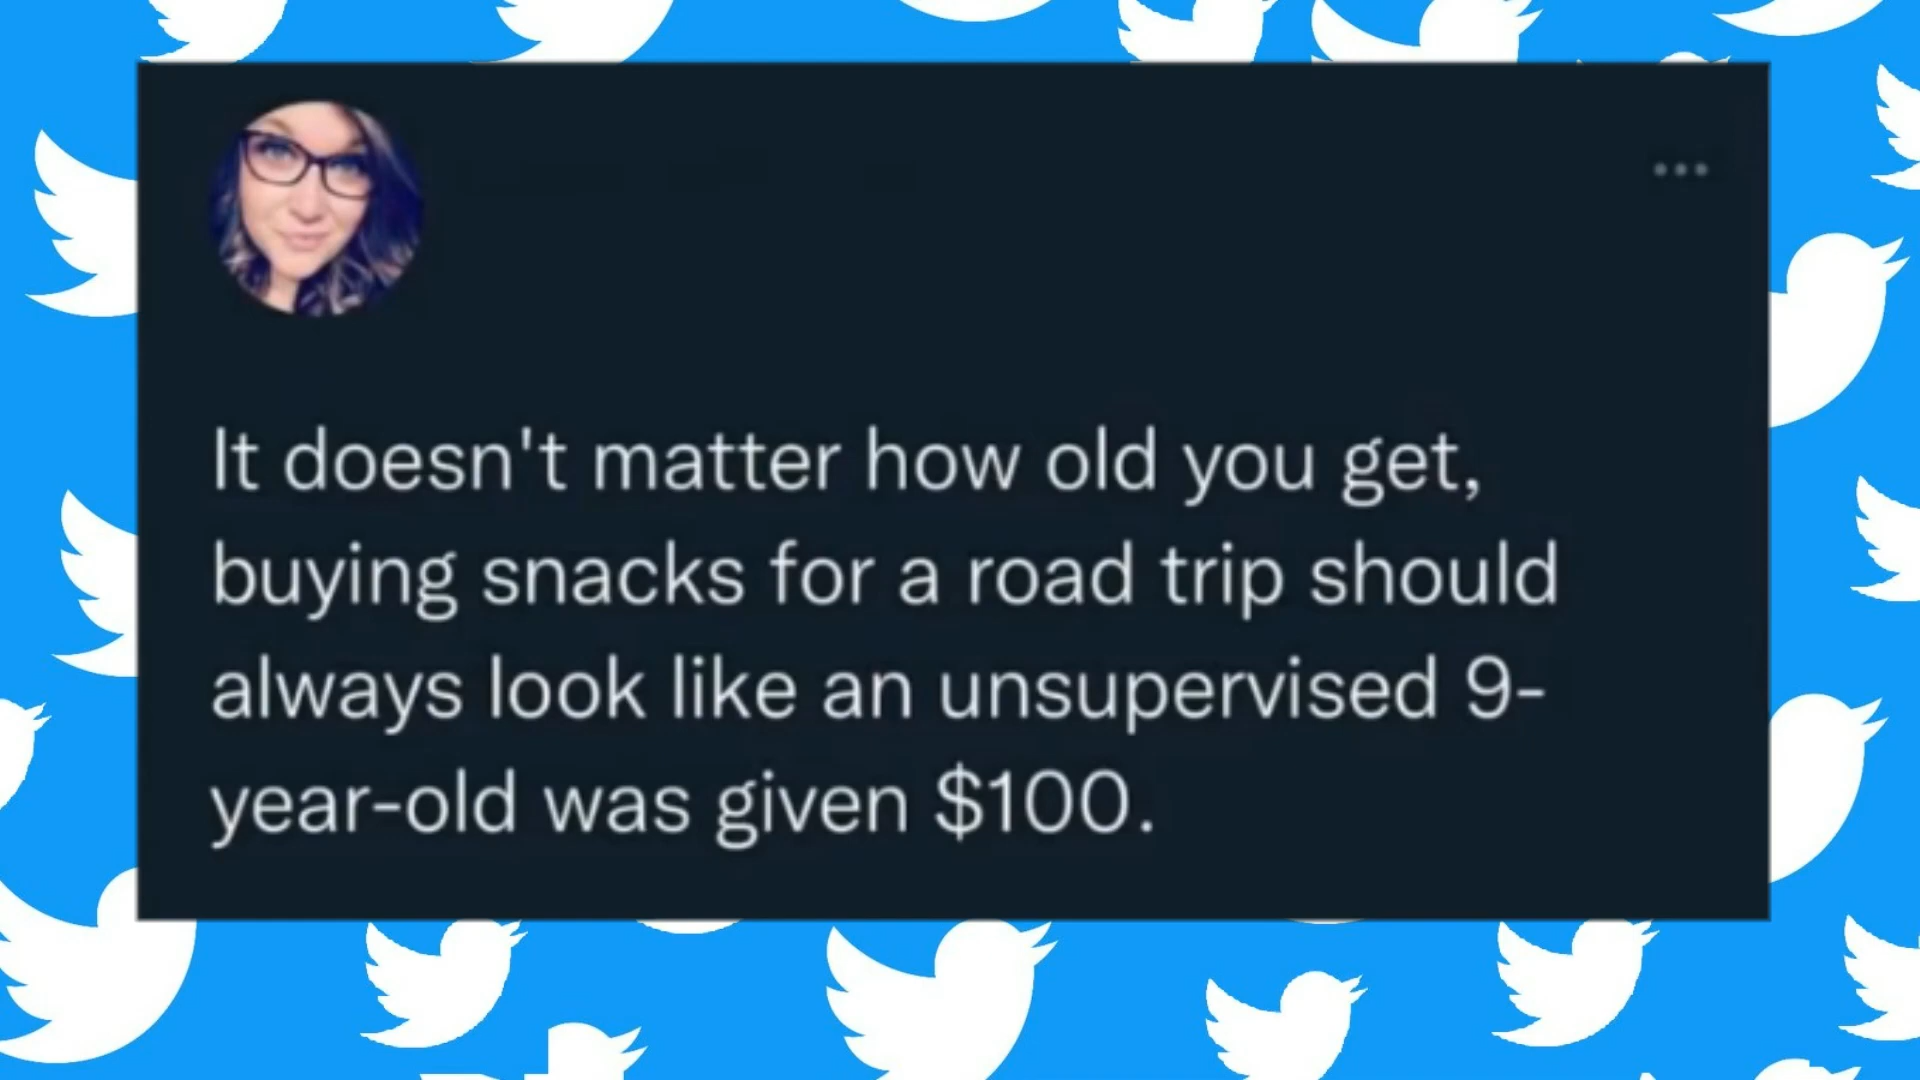 It doesn't matter how old you get,
buying snacks for a road trip should
always look like an unsupervised 9-
year-old was given $100.